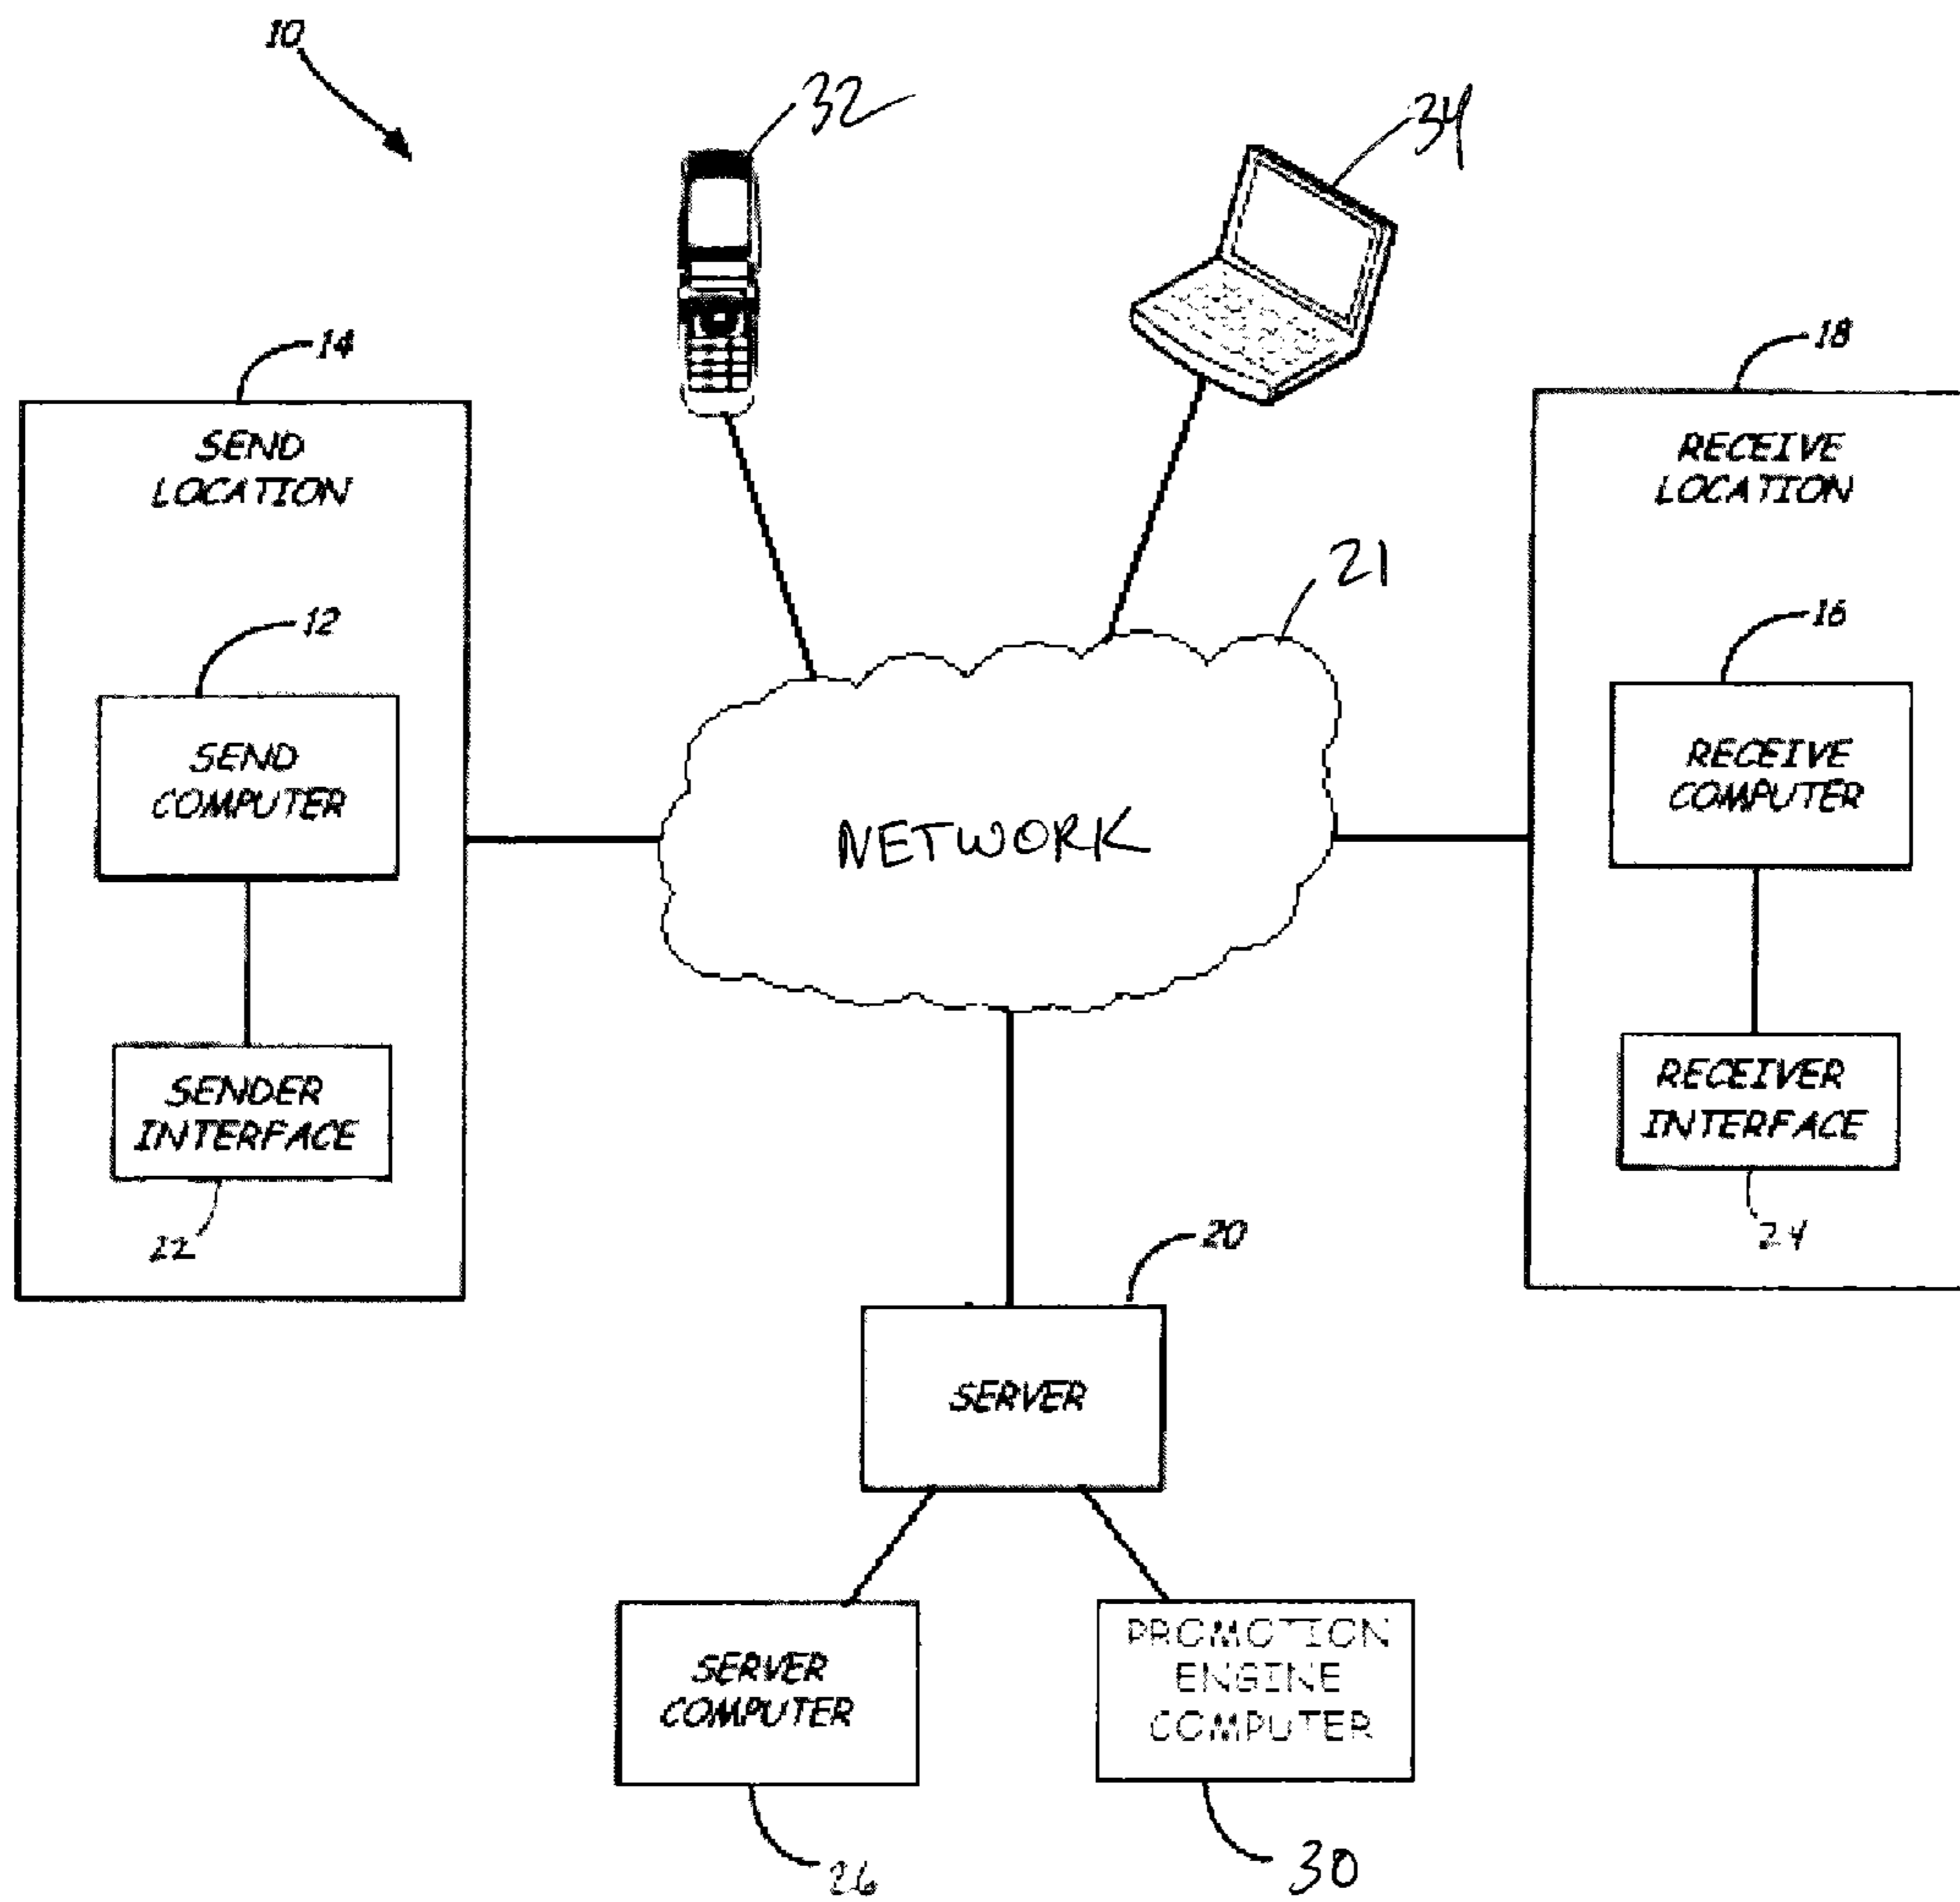 10
32
34
14
18
SEND
LOCATION
RECEIVE
LOCATION
21
12
16
SEND
COMPUTER
RECEIVE
COMPUTER
NETWORK
SENDER
INTERFACE
RECEIVER
INTERFACE
22
24
20
SERVER
SERVER
COMPUTER
PROMOTION
ENGINE
COMPUTER
26
30